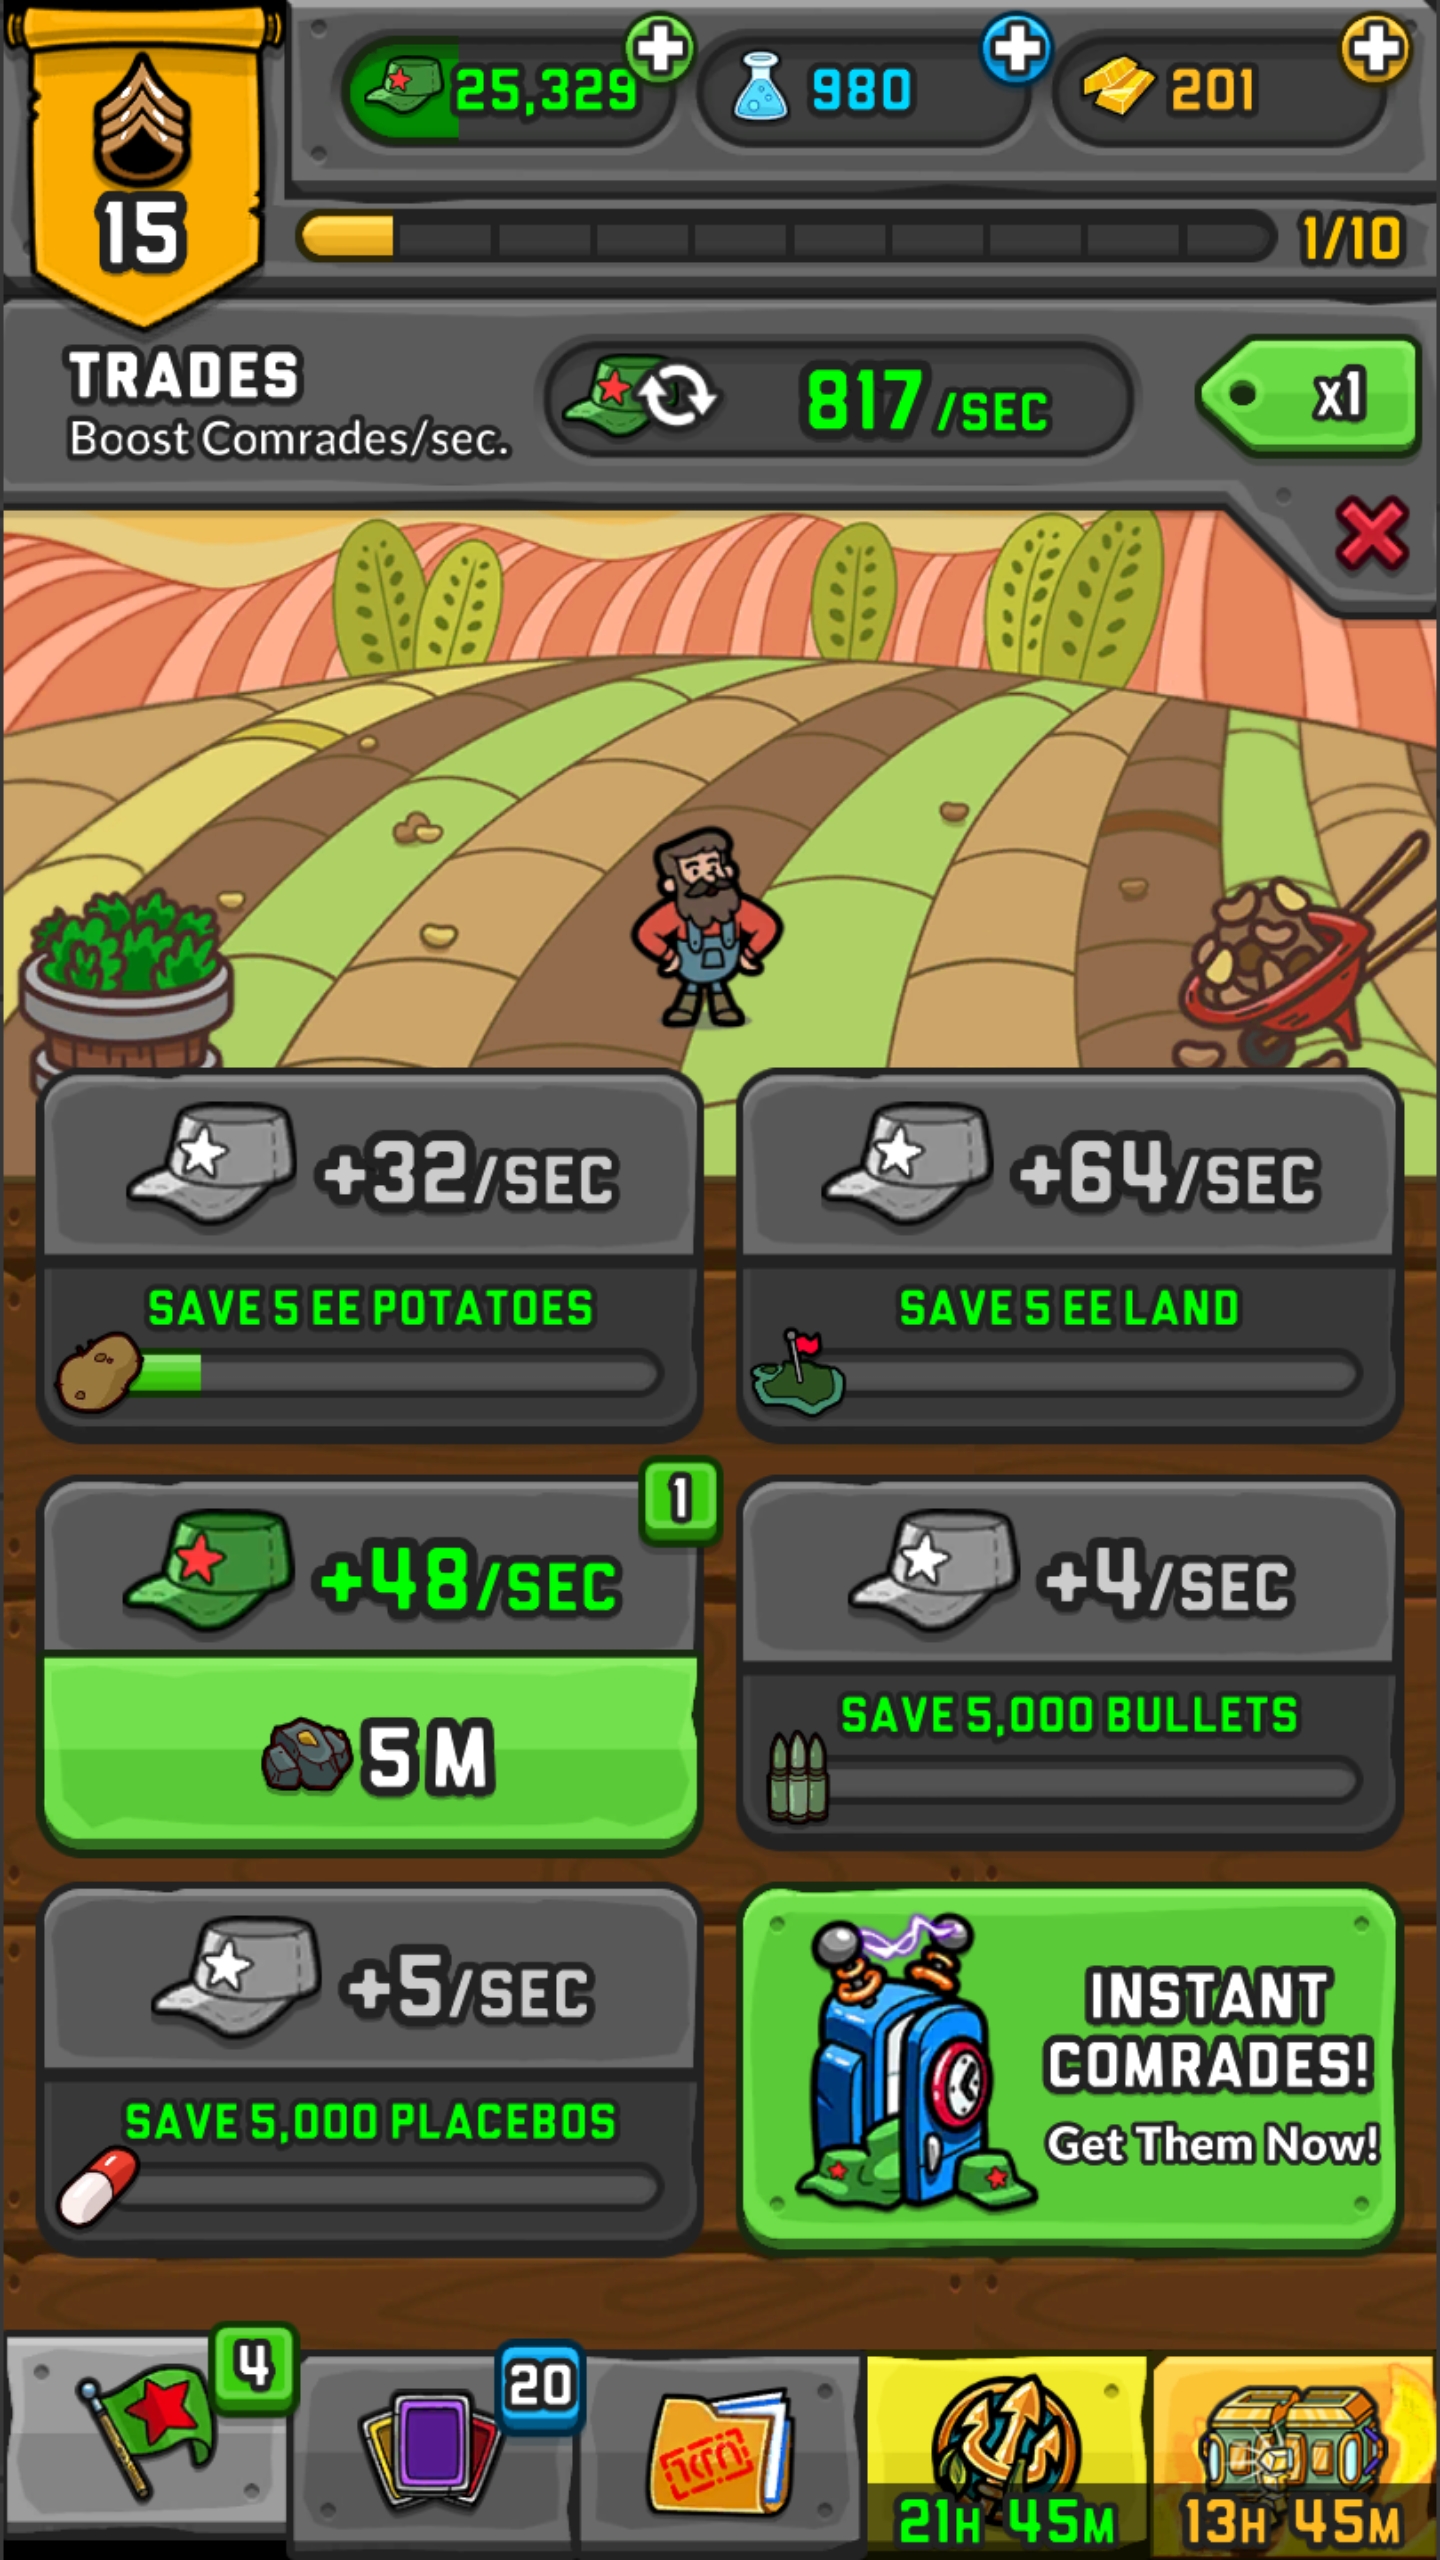 25,329
980
201
15
1/10
TRADES
Boost Comrades/sec.
817/SEC
x1
+32/SEC
SAVE 5 EE POTATOES
+64/SEC
SAVE 5 EE LAND
1
+48/SEC
5 M
+4/SEC
SAVE 5,000 BULLETS
+5/SEC
SAVE 5,000 PLACEBOS
INSTANT
COMRADES!
Get Them Now!
4
20
21H 45M
13H 45M